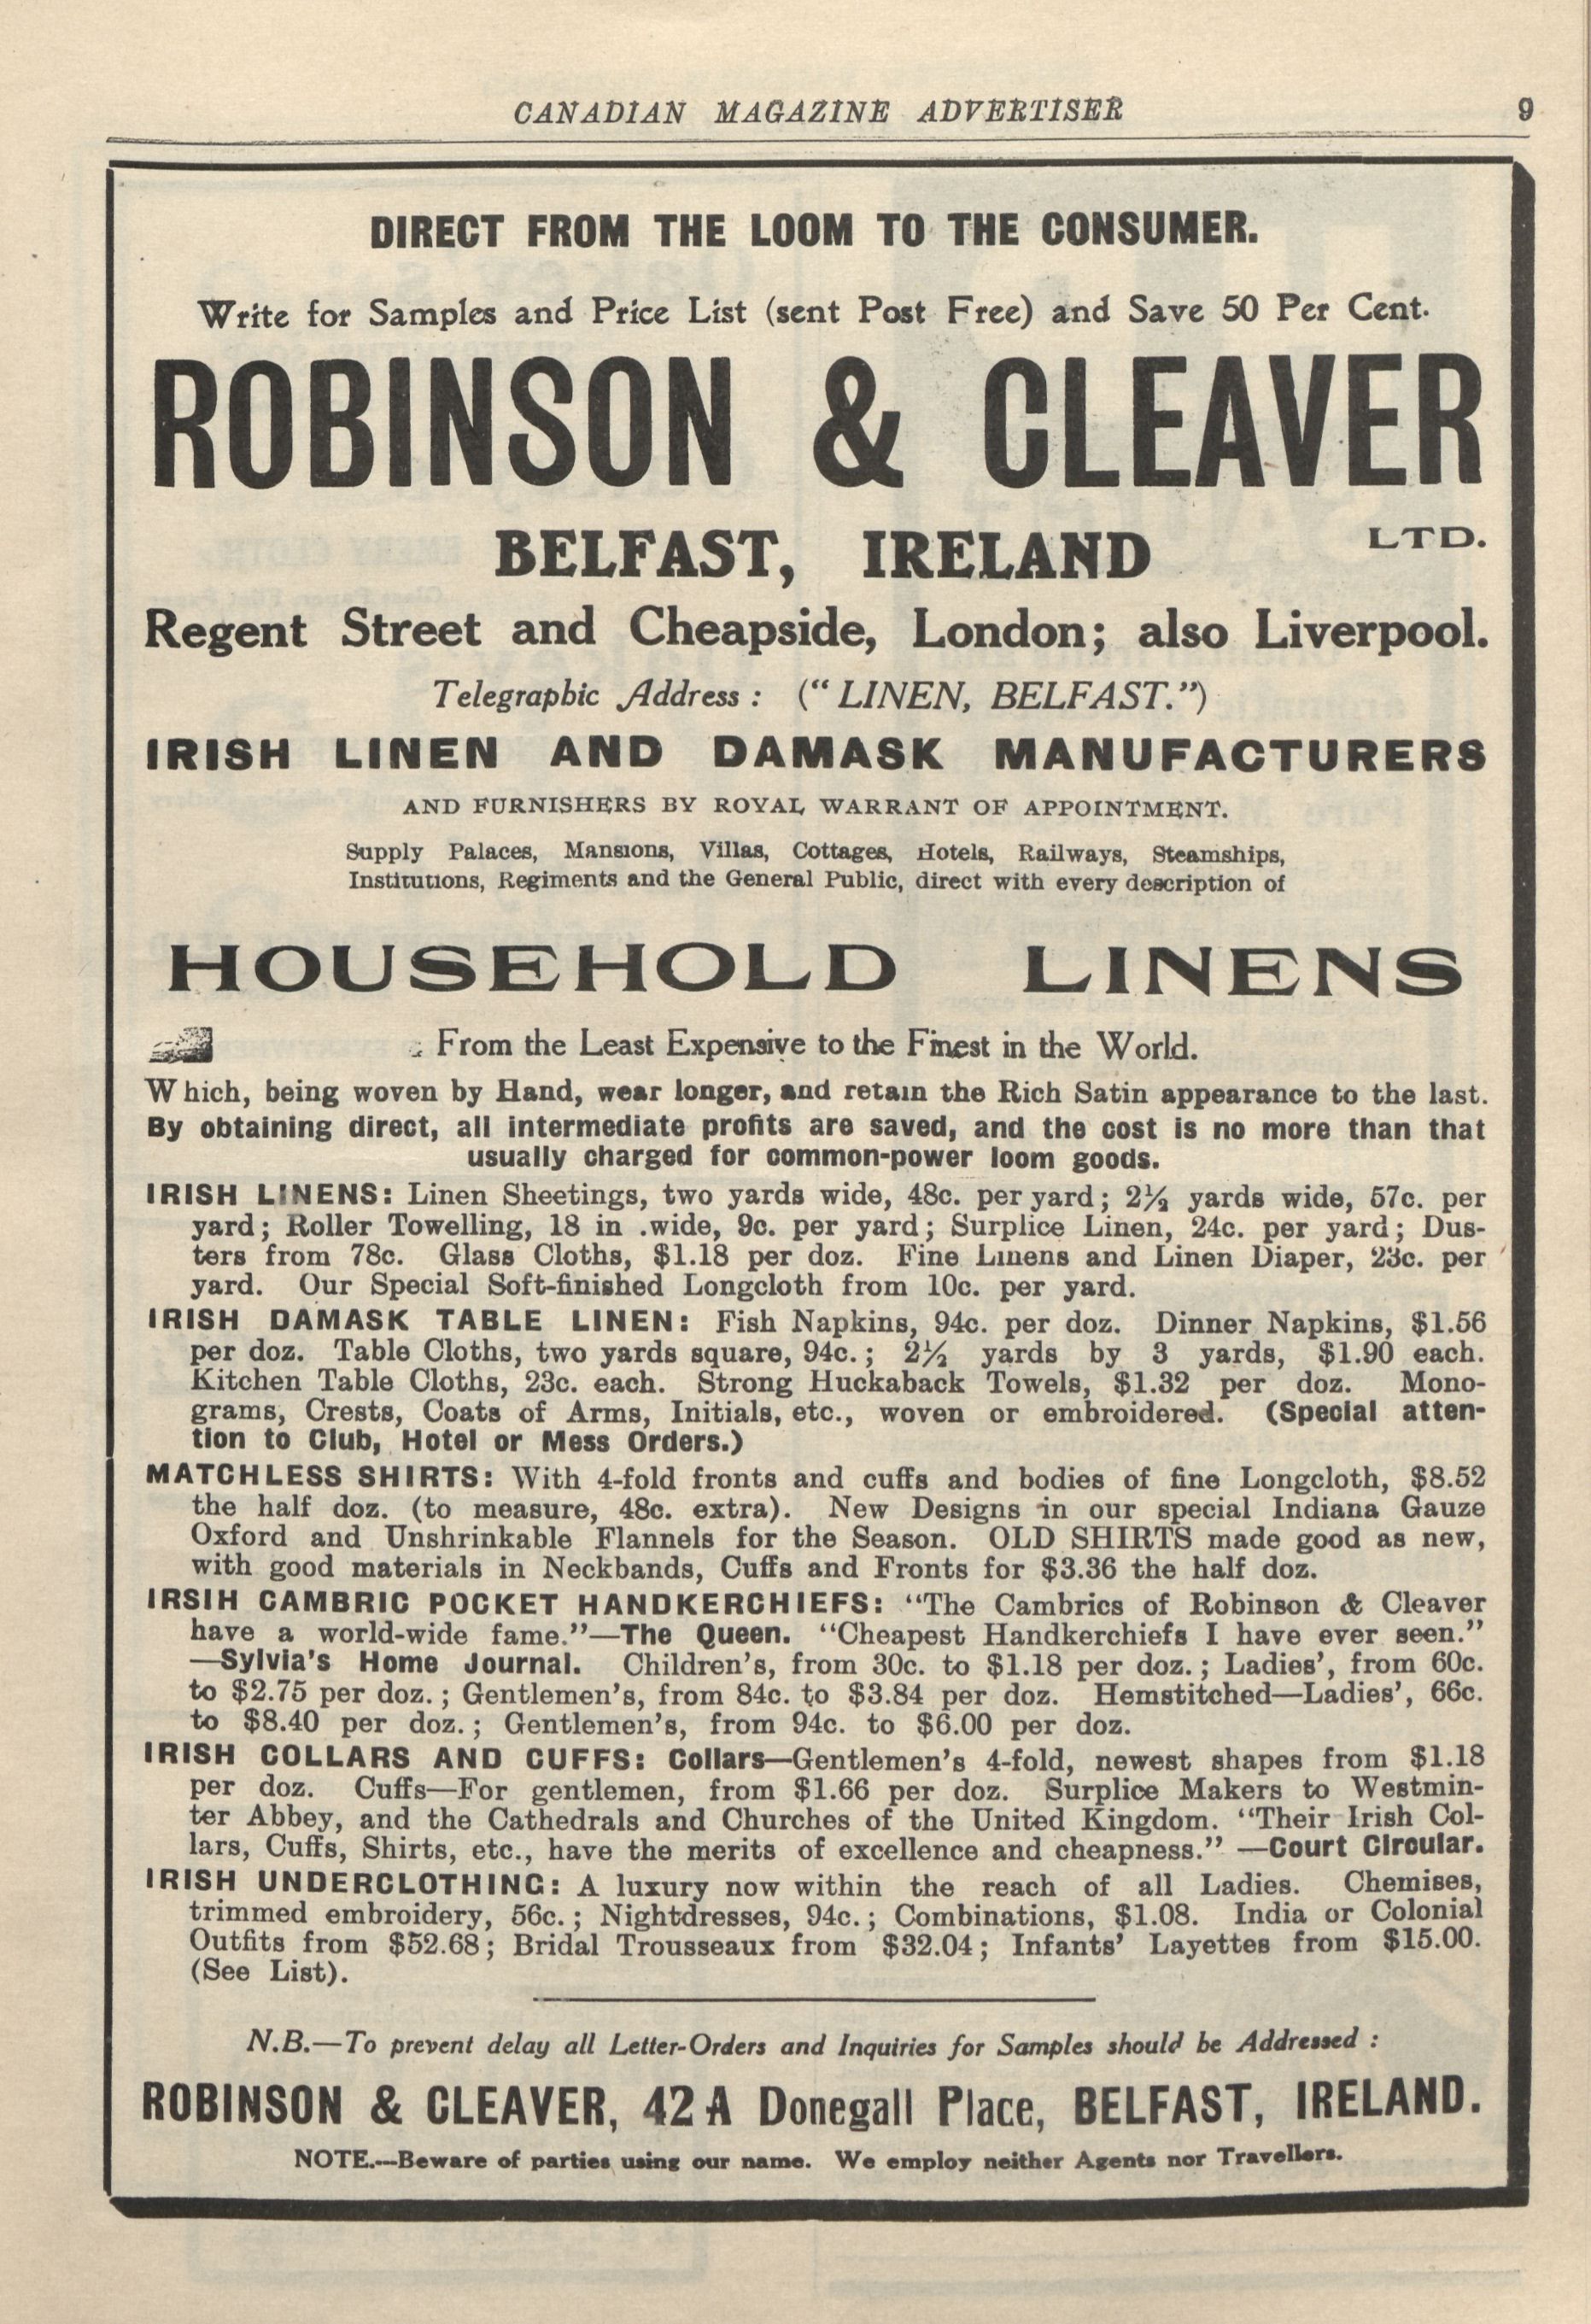 CANADIAN MAGAZINE ADVERTISER 9
DIRECT FROM THE LOOM TO THE CONSUMER.
Write for Samples and Price List (sent Post Free) and Save 50 Per Cent.
ROBINSON & CLEAVER
BELFAST, IRELAND LTD.
Regent Street and Cheapside, London; also Liverpool.
Telegraphic Address: ("LINEN, BELFAST.")
IRISH LINEN AND DAMASK MANUFACTURERS
AND FURNISHERS BY ROYAL WARRANT OF APPOINTMENT.
Supply Palaces, Mansions, Villas, Cottages, Hotels, Railways, Steamships,
Institutions, Regiments and the General Public, direct with every description of
HOUSEHOLD LINENS
From the Least Expensive to the Finest in the World.
Which, being woven by Hand, wear longer, and retain the Rich Satin appearance to the last.
By obtaining direct, all intermediate profits are saved, and the cost is no more than that
usually charged for common-power loom goods.
IRISH LINENS: Linen Sheetings, two yards wide, 48c. per yard; 2½ yards wide, 57c. per
yard; Roller Towelling, 18 in .wide, 9c. per yard; Surplice Linen, 24c. per yard; Dus-
ters from 78c. Glass Cloths, $1.18 per doz. Fine Linens and Linen Diaper, 23c. per
yard. Our Special Soft-finished Longcloth from 10c. per yard.
IRISH DAMASK TABLE LINEN: Fish Napkins, 94c. per doz. Dinner Napkins, $1.56
per doz. Table Cloths, two yards square, 94c.; 2½ yards by 3 yards, $1.90 each.
Kitchen Table Cloths, 23c. each. Strong Huckaback Towels, $1.32 per doz. Mono-
grams, Crests, Coats of Arms, Initials, etc., woven or embroidered. (Special atten-
tion to Club, Hotel or Mess Orders.)
MATCHLESS SHIRTS: With 4-fold fronts and cuffs and bodies of fine Longcloth, $8.52
the half doz. (to measure, 48c. extra). New Designs in our special Indiana Gauze
Oxford and Unshrinkable Flannels for the Season. OLD SHIRTS made good as new,
with good materials in Neckbands, Cuffs and Fronts for $3.36 the half doz.
IRSIH CAMBRIC POCKET HANDKERCHIEFS: "The Cambrics of Robinson & Cleaver
have a world-wide fame."—The Queen. "Cheapest Handkerchiefs I have ever seen."
—Sylvia's Home Journal. Children's, from 30c. to $1.18 per doz.; Ladies', from 60c.
to $2.75 per doz.; Gentlemen's, from 84c. to $3.84 per doz. Hemstitched—Ladies', 66c.
to $8.40 per doz.; Gentlemen's, from 94c. to $6.00 per doz.
IRISH COLLARS AND CUFFS: Collars—Gentlemen's 4-fold, newest shapes from $1.18
per doz. Cuffs—For gentlemen, from $1.66 per doz. Surplice Makers to Westmin-
ter Abbey, and the Cathedrals and Churches of the United Kingdom. "Their Irish Col-
lars, Cuffs, Shirts, etc., have the merits of excellence and cheapness." —Court Circular.
IRISH UNDERCLOTHING: A luxury now within the reach of all Ladies. Chemises,
trimmed embroidery, 56c.; Nightdresses, 94c.; Combinations, $1.08. India or Colonial
Outfits from $52.68; Bridal Trousseaux from $32.04; Infants' Layettes from $15.00.
(See List).
N.B.—To prevent delay all Letter-Orders and Inquiries for Samples should be Addressed:
ROBINSON & CLEAVER, 42 A Donegall Place, BELFAST, IRELAND.
NOTE.—Beware of parties using our name. We employ neither Agents nor Travellers.